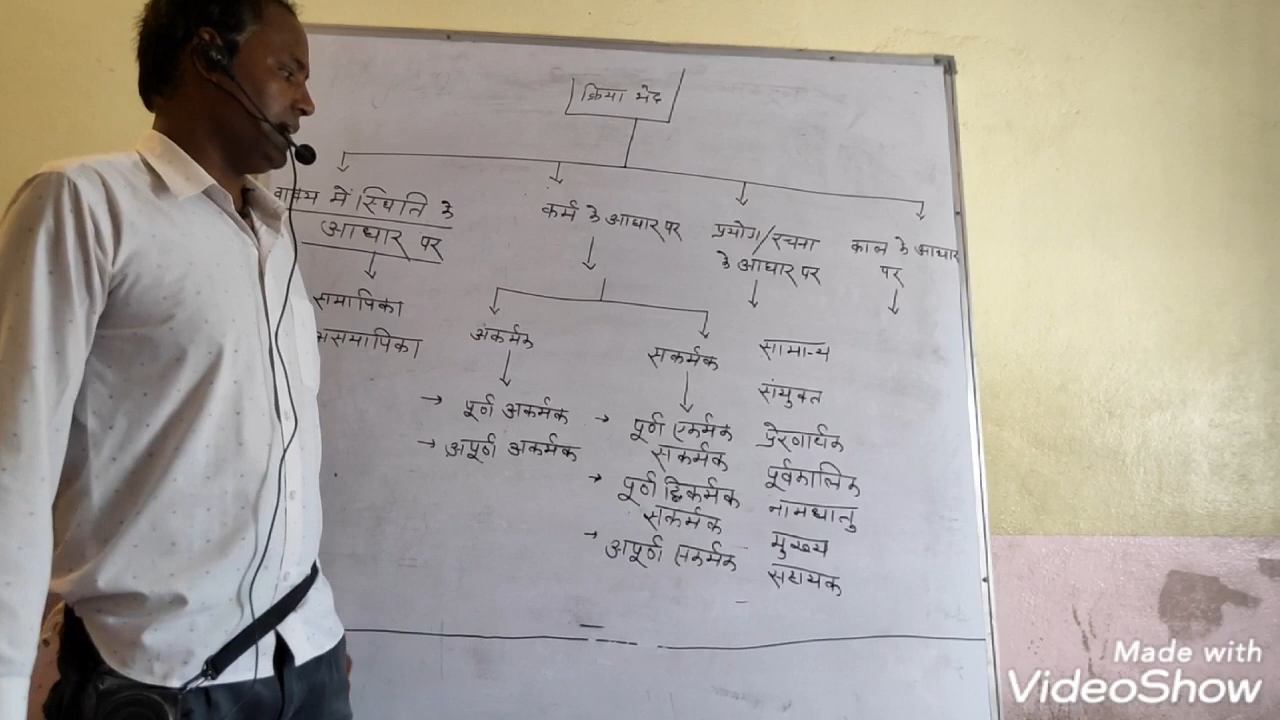 क्रिया भेद
वाक्य में स्थिति के
आधार पर
समापिका
असमापिका
कर्म के आधार पर
अंकर्मक
पूर्ण अकर्मक
अपूर्ण अकर्मक
सकर्मक
पूर्ण एकर्मक
सकर्मक
पूर्ण द्विकर्मक
सकर्मक
अपूर्ण सकर्मक
प्रयोग/रचना
के आधार पर
सामान्य
संयुक्त
प्रेरणार्थक
पूर्वकालिक
नामधातु
मुख्य
सहायक
काल के आधार
पर
Made with
VideoShow